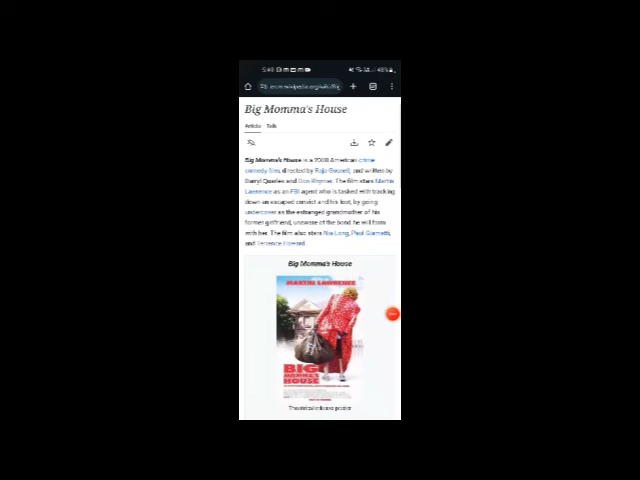 Big Momma's House
Article Talk
Big Momma's House is a 2000 American crime
comedy film, directed by Raja Gosnell, and written by
Darryl Quarles and Don Rhymer. The film stars Martin
Lawrence as an FBI agent who is tasked with tracking
down an escaped convict and his loot, by going
undercover as the estranged grandmother of his
former girlfriend, unaware of the bond he will form
with her. The film also stars Nia Long, Paul Giamatti,
and Terrence Howard.
Big Momma's House
MARTIN LAWRENCE
BIG
MOMMA'S
HOUSE
Theatrical release poster